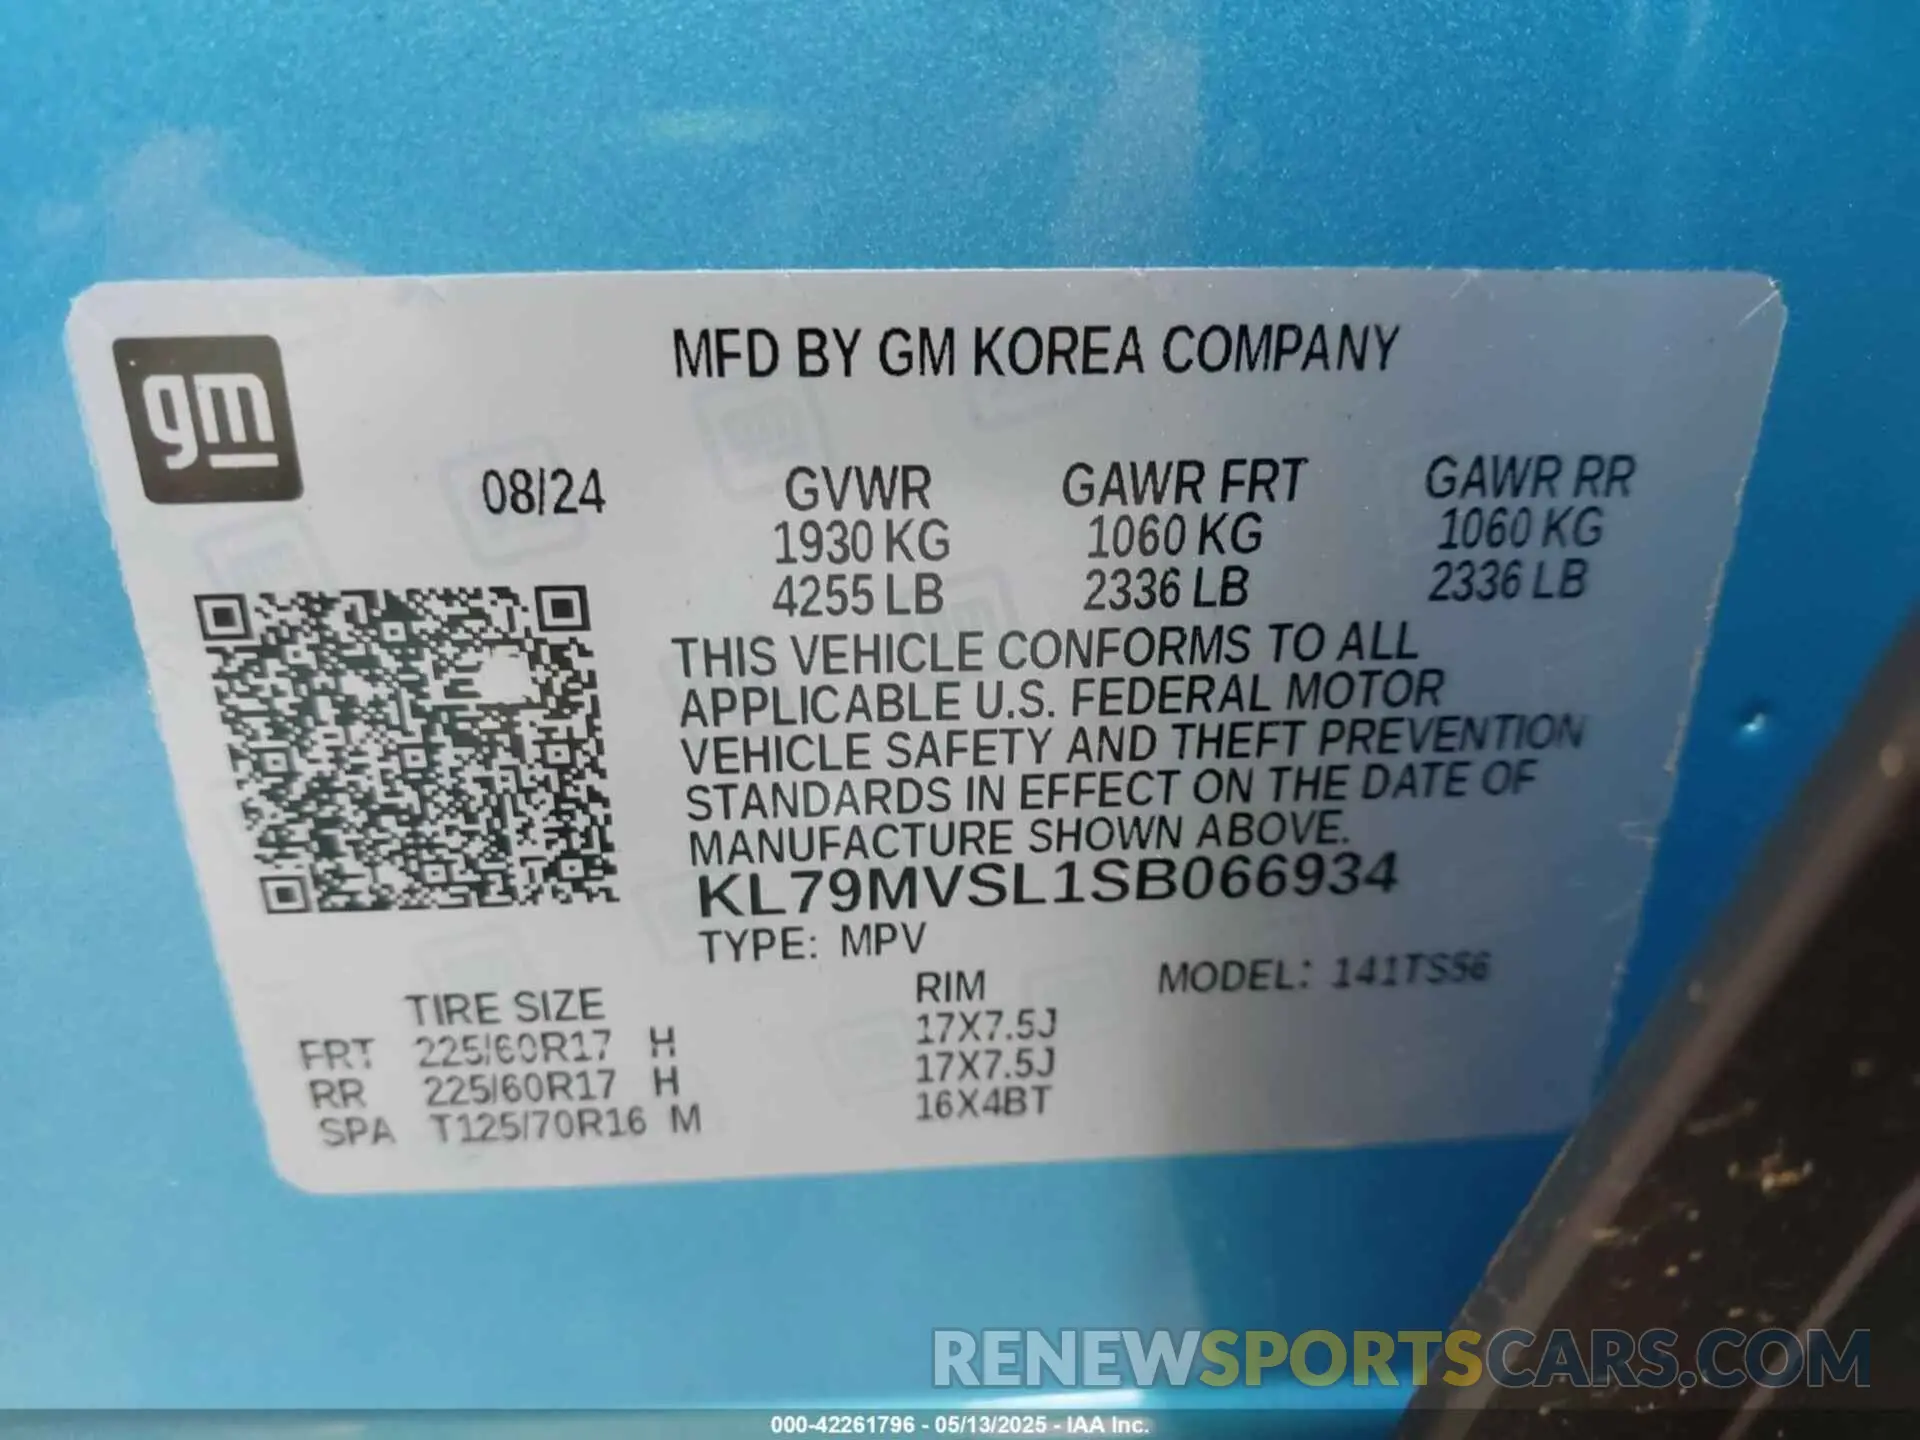 MFD BY GM KOREA COMPANY
gm
08/24 GVWR GAWR FRT GAWR RR
1930 KG 1060 KG 1060 KG
4255 LB 2336 LB 2336 LB
THIS VEHICLE CONFORMS TO ALL
APPLICABLE U.S. FEDERAL MOTOR
VEHICLE SAFETY AND THEFT PREVENTION
STANDARDS IN EFFECT ON THE DATE OF
MANUFACTURE SHOWN ABOVE.
KL79MVSL1SB066934
TYPE: MPV
TIRE SIZE RIM MODEL: 141TS56
FRT 225/60R17 H 17X7.5J
RR 225/60R17 H 17X7.5J
SPA T125/70R16 M 16X4BT
RENEWSPORTSCARS.COM
000-42261796 - 05/13/2025 - IAA Inc.